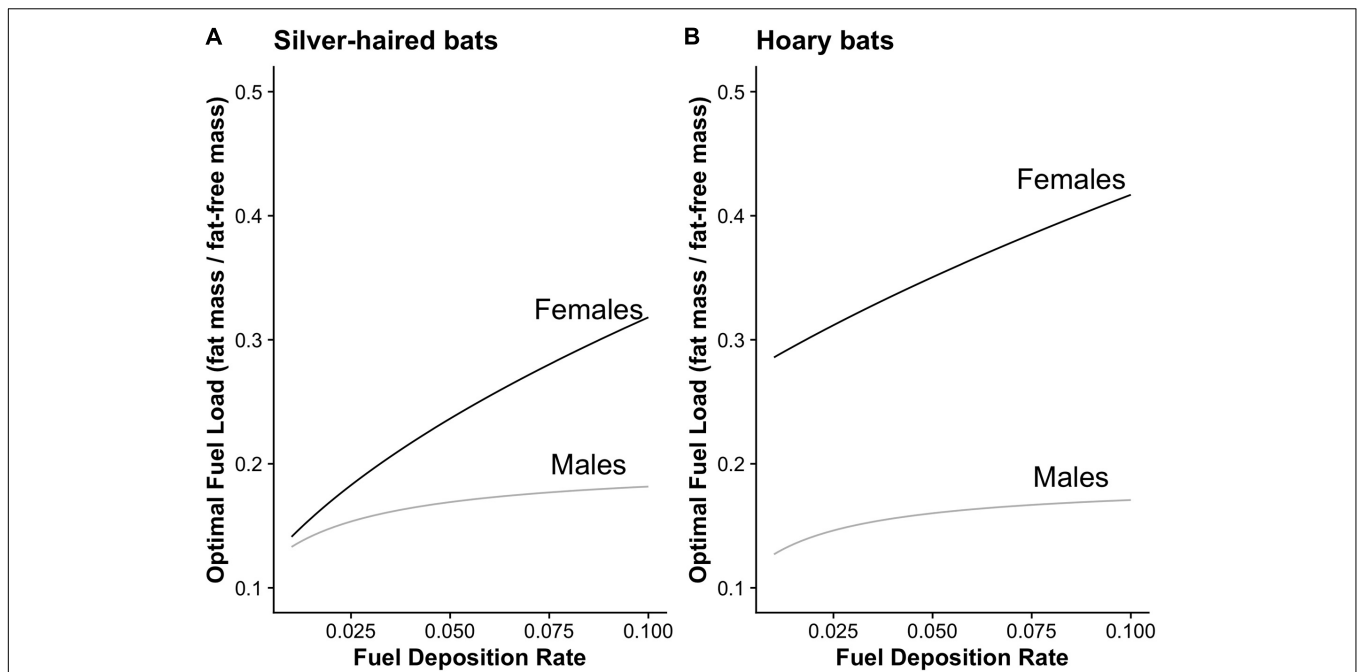 A Silver-haired bats
Optimal Fuel Load (fat mass / fat-free mass)
0.5
0.4
0.3
0.2
0.1
Females
Males
0.025 0.050 0.075 0.100
Fuel Deposition Rate
B Hoary bats
Optimal Fuel Load (fat mass / fat-free mass)
0.5
0.4
0.3
0.2
0.1
Females
Males
0.025 0.050 0.075 0.100
Fuel Deposition Rate